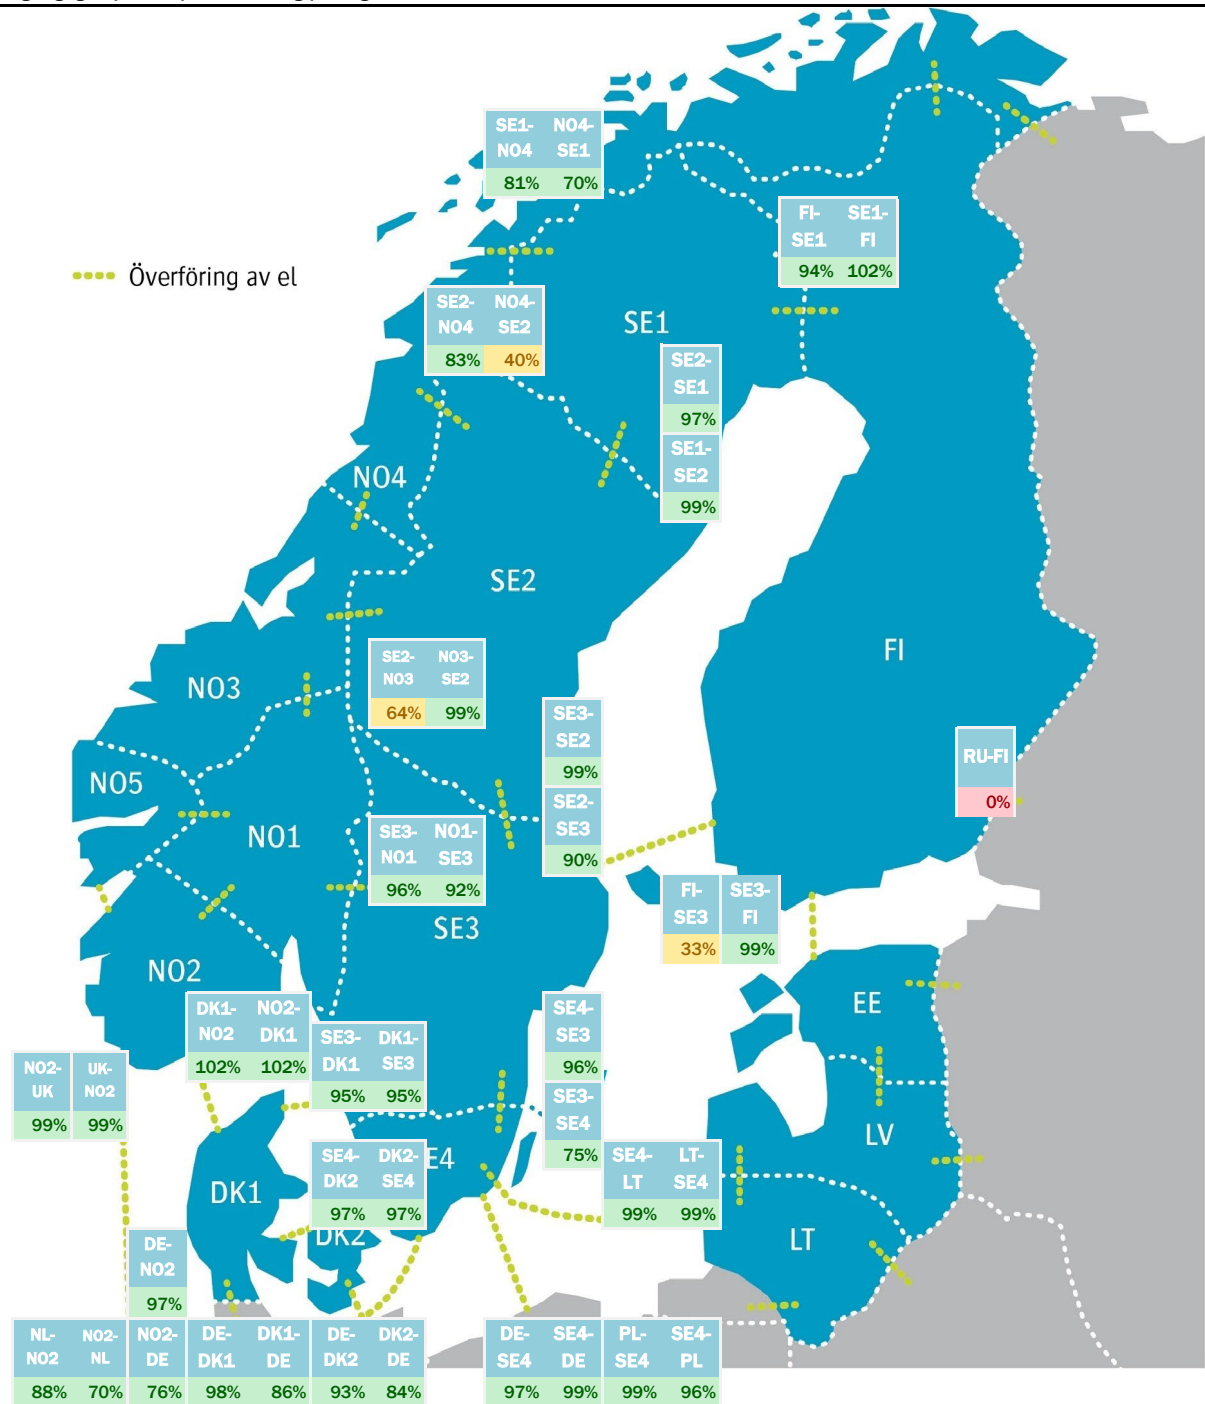 SE1- NO4-
NO4 SE1
81% 70%
FI- SE1-
SE1 FI
94% 102%
Överföring av el
SE2- NO4-
NO4 SE2
83% 40%
SE1
SE2-
SE1
97%
SE1-
SE2
99%
NO4
SE2
FI
SE2- NO3-
NO3 SE2
64% 99%
NO3
SE3-
SE2
99%
SE2-
SE3
90%
RU-FI
0%
NO5
NO1
SE3- NO1-
NO1 SE3
96% 92%
FI- SE3-
SE3 FI
33% 99%
SE3
NO2
EE
DK1- NO2-
NO2 DK1
102% 102%
SE3- DK1-
DK1 SE3
95% 95%
SE4-
SE3
96%
SE3-
SE4
75%
NO2- UK-
UK NO2
99% 99%
LV
SE4- DK2-
DK2 SE4
97% 97%
E4
SE4- LT-
LT SE4
99% 99%
DK1
DK2
LT
DE-
NO2
97%
NL- NO2- NO2- DE- DK1- DE- DK2-
NO2 NL DE DK1 DE DK2 DE
88% 70% 76% 98% 86% 93% 84%
DE- SE4- PL- SE4-
SE4 DE SE4 PL
97% 99% 99% 96%